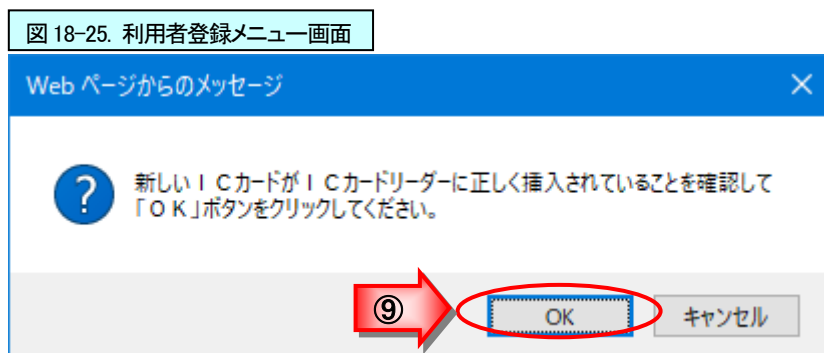 図 18-25. 利用者登録メニュー画面
Web ページからのメッセージ
新しいＩＣカードがＩＣカードリーダーに正しく挿入されていることを確認して
「ＯＫ」ボタンをクリックしてください。
⑨
OK
キャンセル